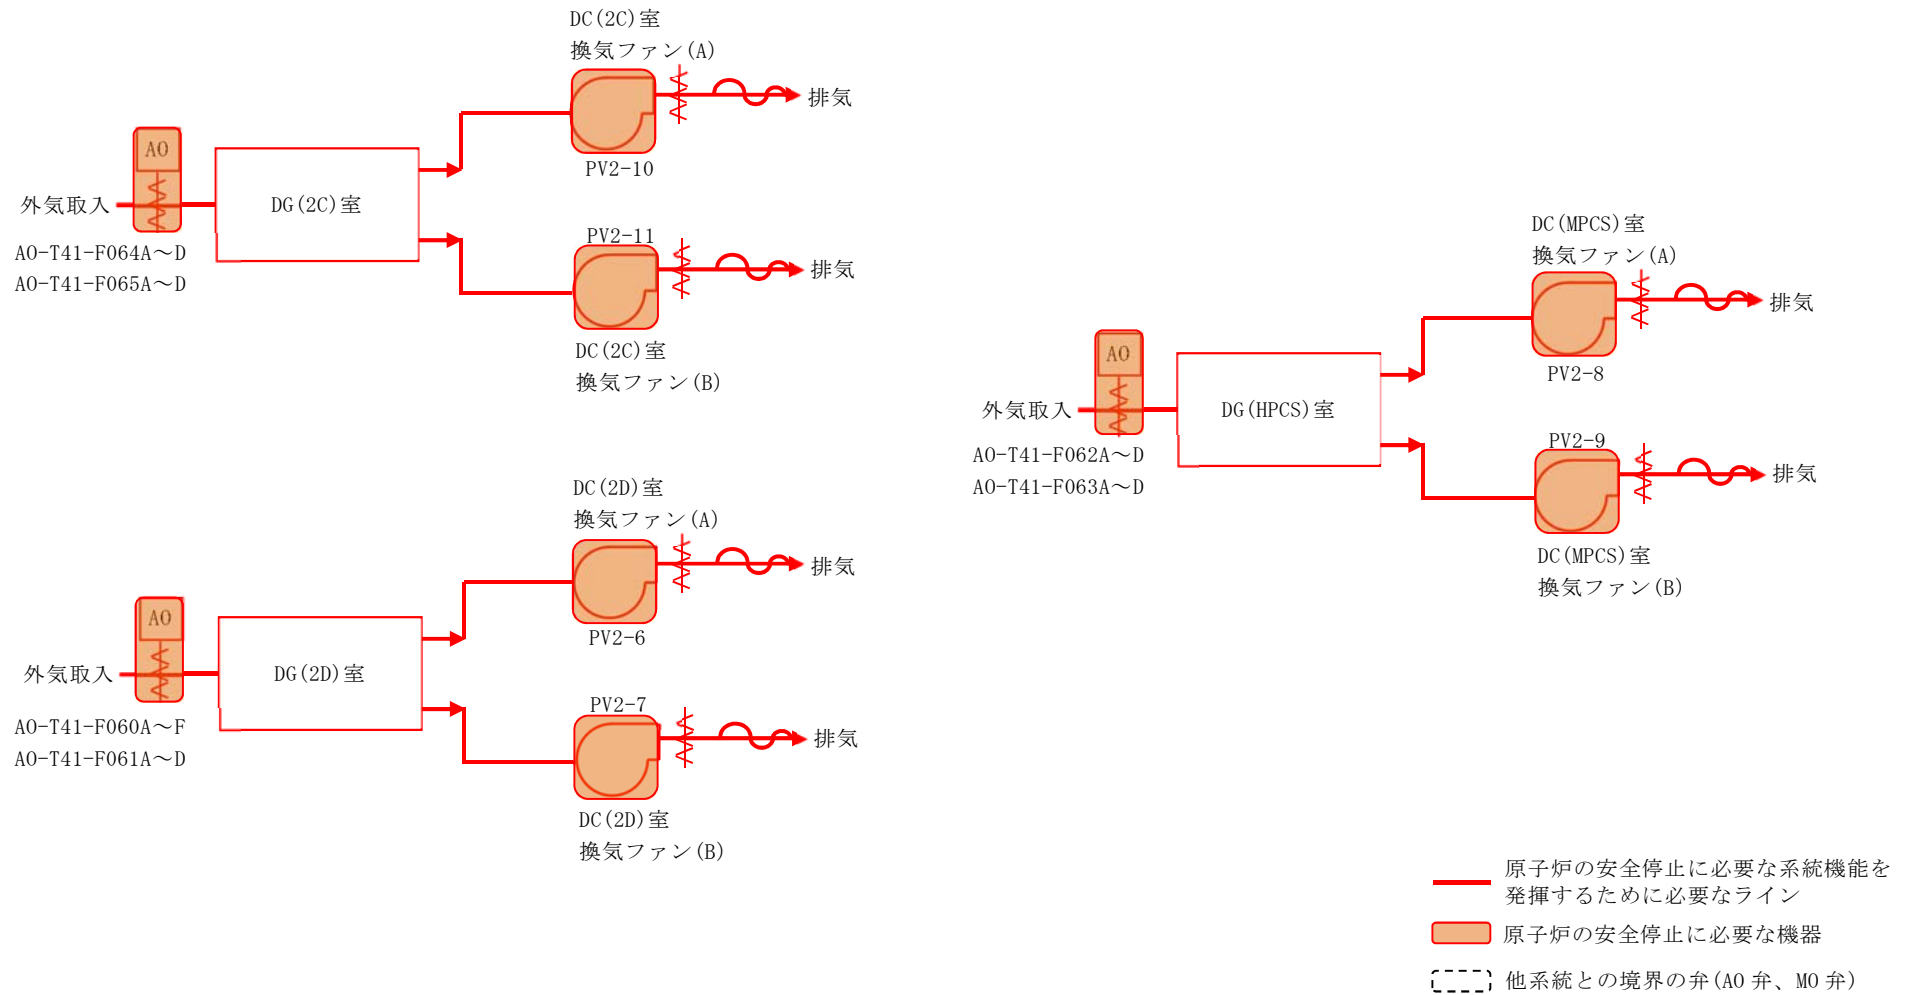 DC(2C)室
換気ファン(A)
AO
排気
PV2-10
外気取入
DG(2C)室
AO-T41-F064A～D
AO-T41-F065A～D
PV2-11
排気
DC(2C)室
換気ファン(B)
DC(2D)室
換気ファン(A)
AO
排気
PV2-6
外気取入
DG(2D)室
AO-T41-F060A～F
AO-T41-F061A～D
PV2-7
排気
DC(2D)室
換気ファン(B)
DC(MPCS)室
換気ファン(A)
AO
排気
PV2-8
外気取入
DG(HPCS)室
AO-T41-F062A～D
AO-T41-F063A～D
PV2-9
排気
DC(MPCS)室
換気ファン(B)
原子炉の安全停止に必要な系統機能を
発揮するために必要なライン
原子炉の安全停止に必要な機器
他系統との境界の弁(AO 弁、MO 弁)